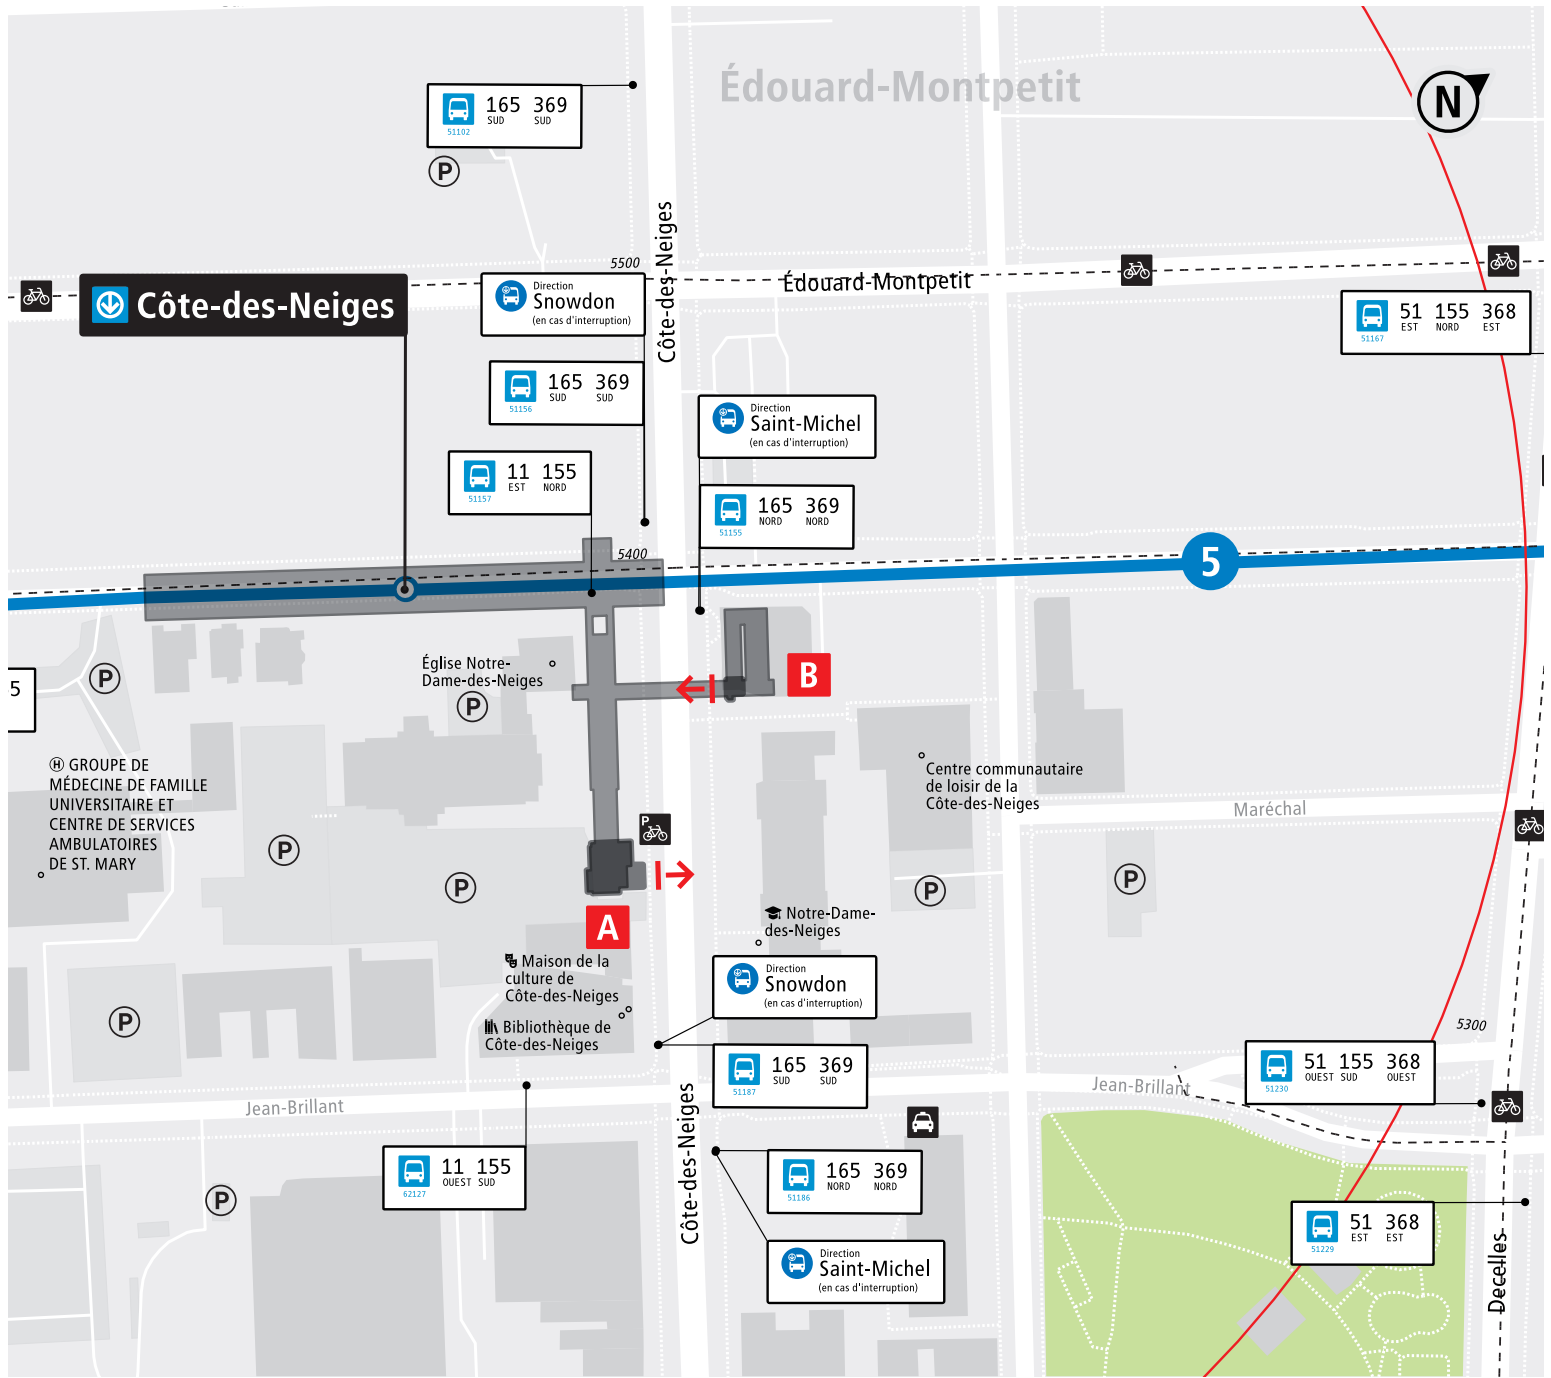 Édouard-Montpetit
N
165 369
SUD SUD
51102
P
Côte-des-Neiges
5500
Édouard-Montpetit
Côte-des-Neiges
Direction
Snowdon
(en cas d'interruption)
51 155 368
EST NORD EST
51167
165 369
SUD SUD
51156
Direction
Saint-Michel
(en cas d'interruption)
11 155
EST NORD
51157
165 369
NORD NORD
51155
5400
5
Église Notre-
Dame-des-Neiges
B
P
P
5
H GROUPE DE
MÉDECINE DE FAMILLE
UNIVERSITAIRE ET
CENTRE DE SERVICES
AMBULATOIRES
DE ST. MARY
Centre communautaire
de loisir de la
Côte-des-Neiges
Maréchal
P
P
P
P
P
A
Notre-Dame-
des-Neiges
Maison de la
culture de
Côte-des-Neiges
Bibliothèque de
Côte-des-Neiges
P
Direction
Snowdon
(en cas d'interruption)
5300
165 369
SUD SUD
51187
51 155 368
OUEST SUD OUEST
51230
Jean-Brillant
Jean-Brillant
Côte-des-Neiges
11 155
OUEST SUD
62127
165 369
NORD NORD
51186
P
51 368
EST EST
51229
Direction
Saint-Michel
(en cas d'interruption)
Decelles